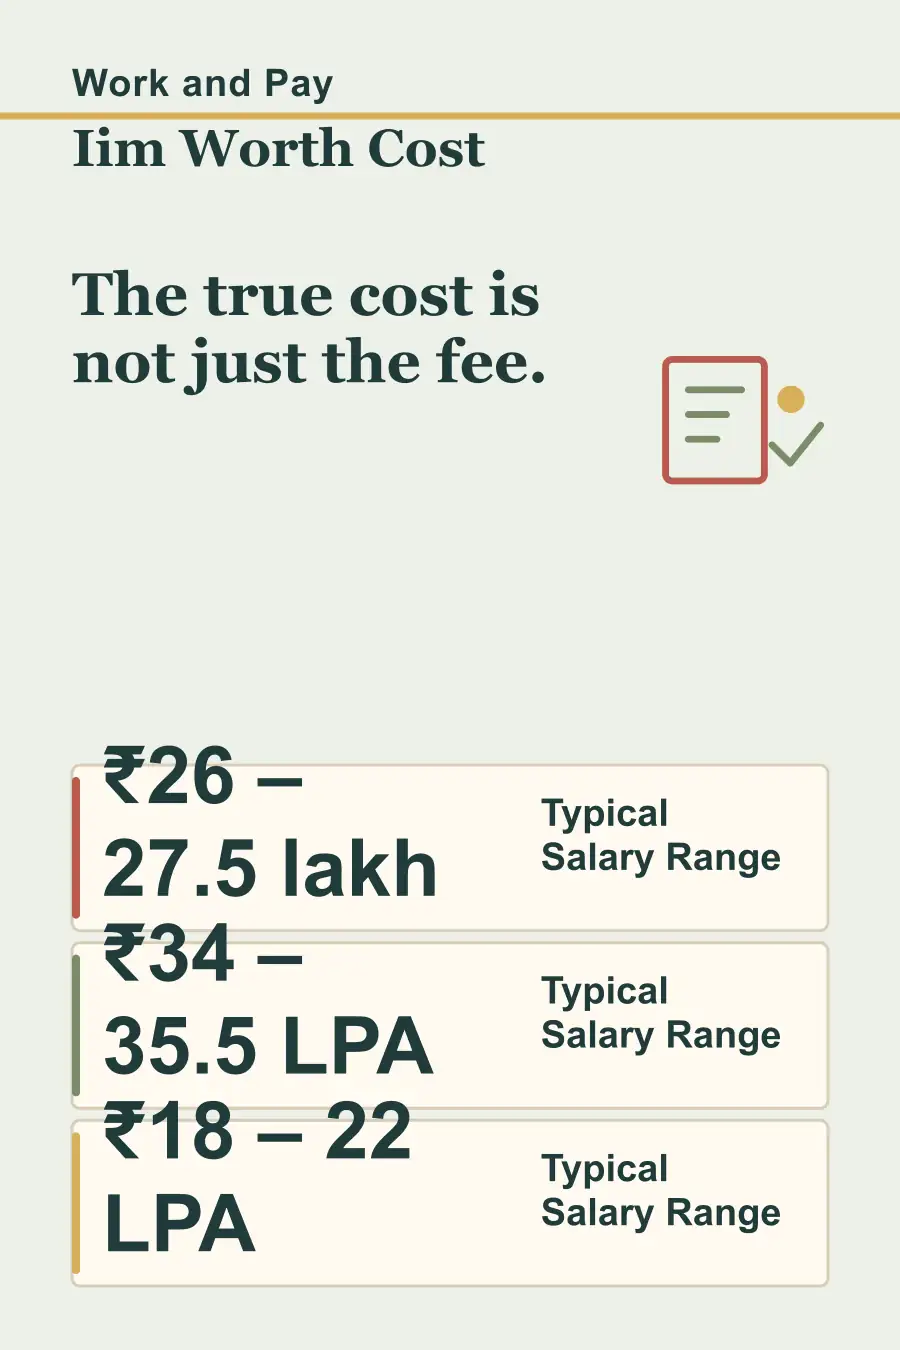 Work and Pay
Iim Worth Cost
The true cost is
not just the fee.
₹26 –
27.5 lakh
Typical
Salary Range
₹34 –
35.5 LPA
Typical
Salary Range
₹18 – 22
LPA
Typical
Salary Range